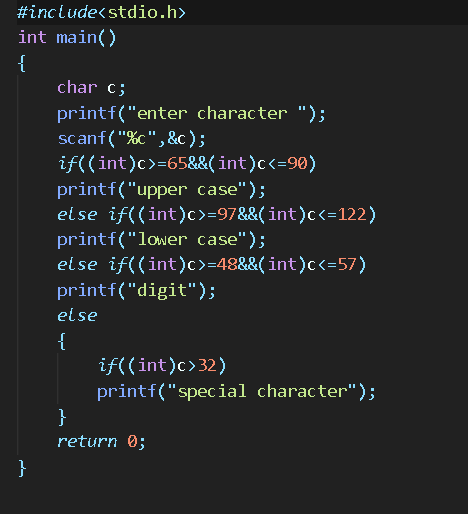 #include<stdio.h>
int main()
{
    char c;
    printf("enter character ");
    scanf("%c",&c);
    if((int)c>=65&&(int)c<=90)
    printf("upper case");
    else if((int)c>=97&&(int)c<=122)
    printf("lower case");
    else if((int)c>=48&&(int)c<=57)
    printf("digit");
    else
    {
        if((int)c>32)
        printf("special character");
    }
    return 0;
}